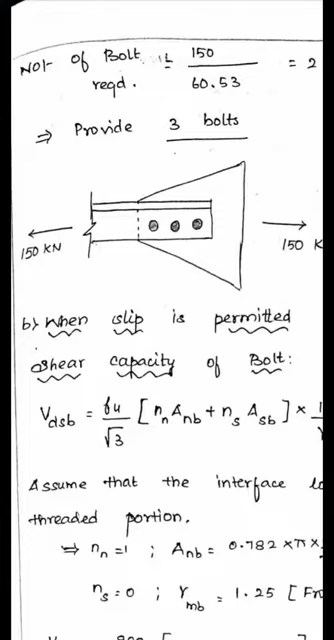 NOT of Bolt reqd. = 150 / 60.53 = 2
⇒ Provide 3 bolts
150 KN 150 K
b) When slip is permitted
shear capacity of Bolt:
Vdsb = fu/√3 [nn Anb + ns Asb] × 1
Assume that the interface
threaded portion.
⇒ nn = 1 ; Anb = 0.782 × π ×
ns = 0 ; γmb = 1.25 [